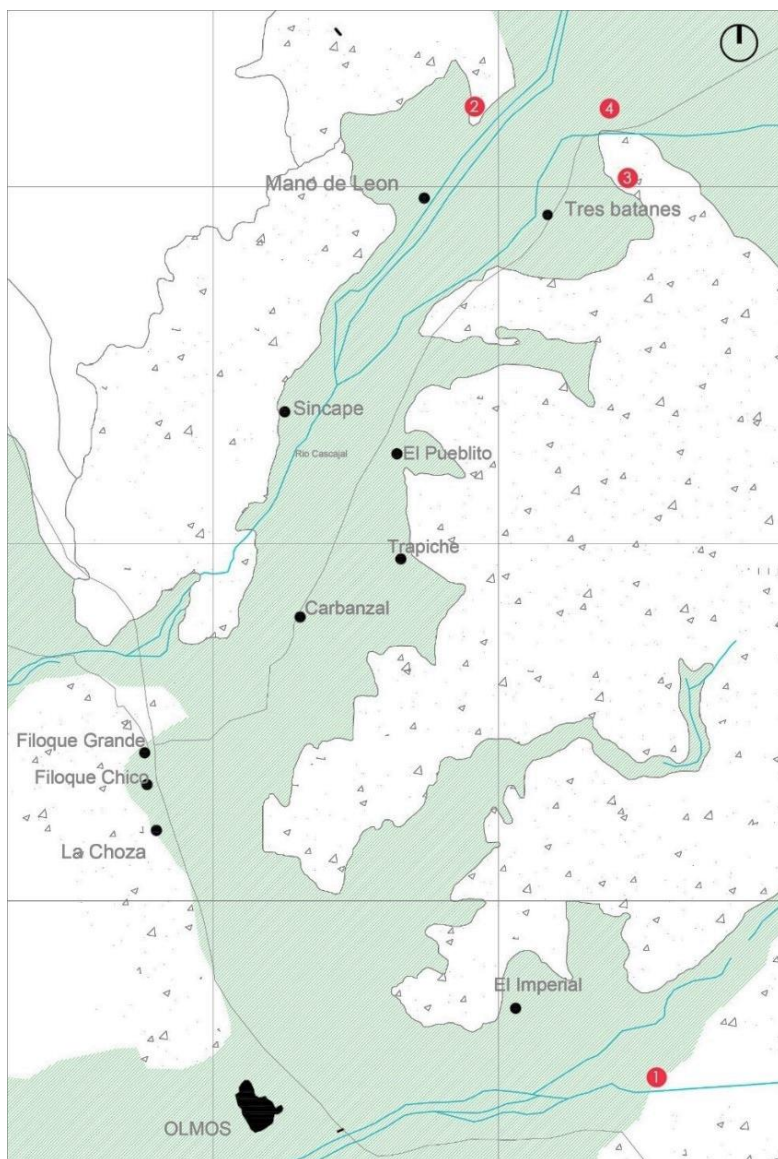 2
4
3
Mano de Leon
Tres batanes
Sincape
Rio Cascajal
El Pueblito
Trapiche
Carbanzal
Filoque Grande
Filoque Chico
La Choza
El Imperial
1
OLMOS